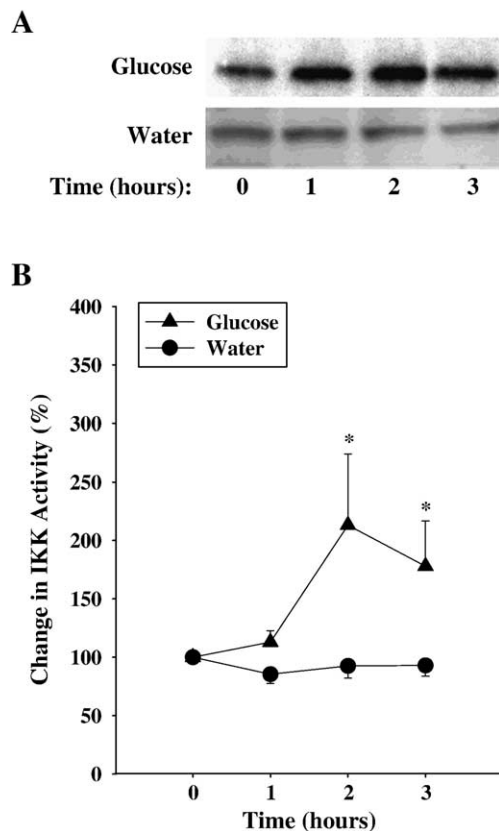 A
Glucose
Water
Time (hours): 0 1 2 3
B
400
350
300
250
200
150
100
50
0
Change in IKK Activity (%)
Glucose
Water
*
*
0 1 2 3
Time (hours)